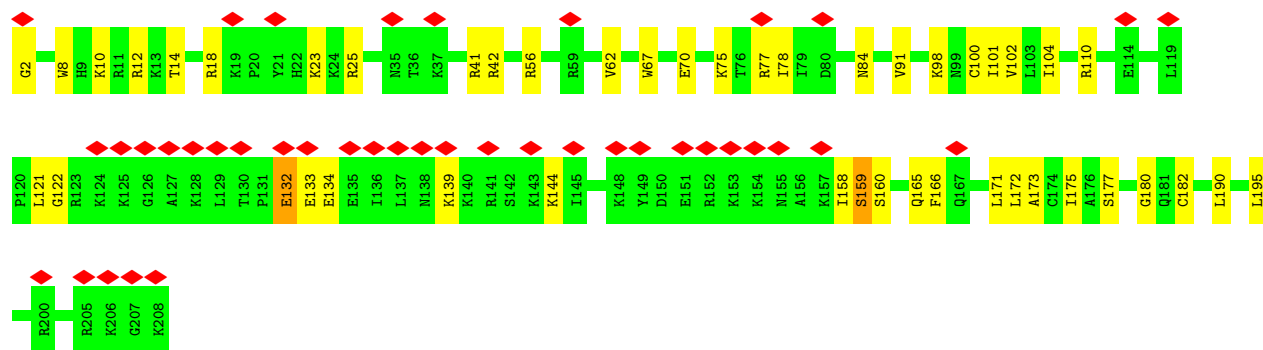 G2 W8 H9 K10 R11 R12 K13 T14 R18 K19 P20 Y21 H22 K23 K24 R25 N35 T36 K37 R41 R42 R56 R59 V62 W67 E70 K75 T76 R77 I78 I79 D80 N84 V91 K98 N99 C100 I101 V102 L103 I104 R110 E114 L119
P120 L121 G122 R123 K124 K125 G126 A127 K128 L129 T130 P131 E132 E133 E134 E135 I136 L137 N138 K139 K140 R141 S142 K143 K144 I145 K148 Y149 D150 E151 R152 K153 K154 N155 A156 K157 I158 S159 S160 Q165 F166 Q167 L171 L172 A173 C174 I175 A176 S177 G180 Q181 C182 L190 L195
R200 R205 K206 G207 K208